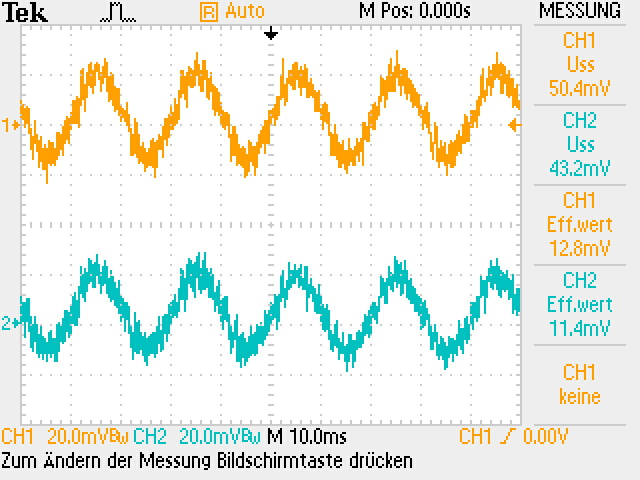 Tek R Auto M Pos: 0.000s MESSUNG
CH1
Uss
50.4mV
CH2
Uss
43.2mV
CH1
Eff.wert
12.8mV
CH2
Eff.wert
11.4mV
CH1
keine
1
2
CH1 20.0mVBw CH2 20.0mVBw M 10.0ms CH1 0.00V
Zum Ändern der Messung Bildschirmtaste drücken